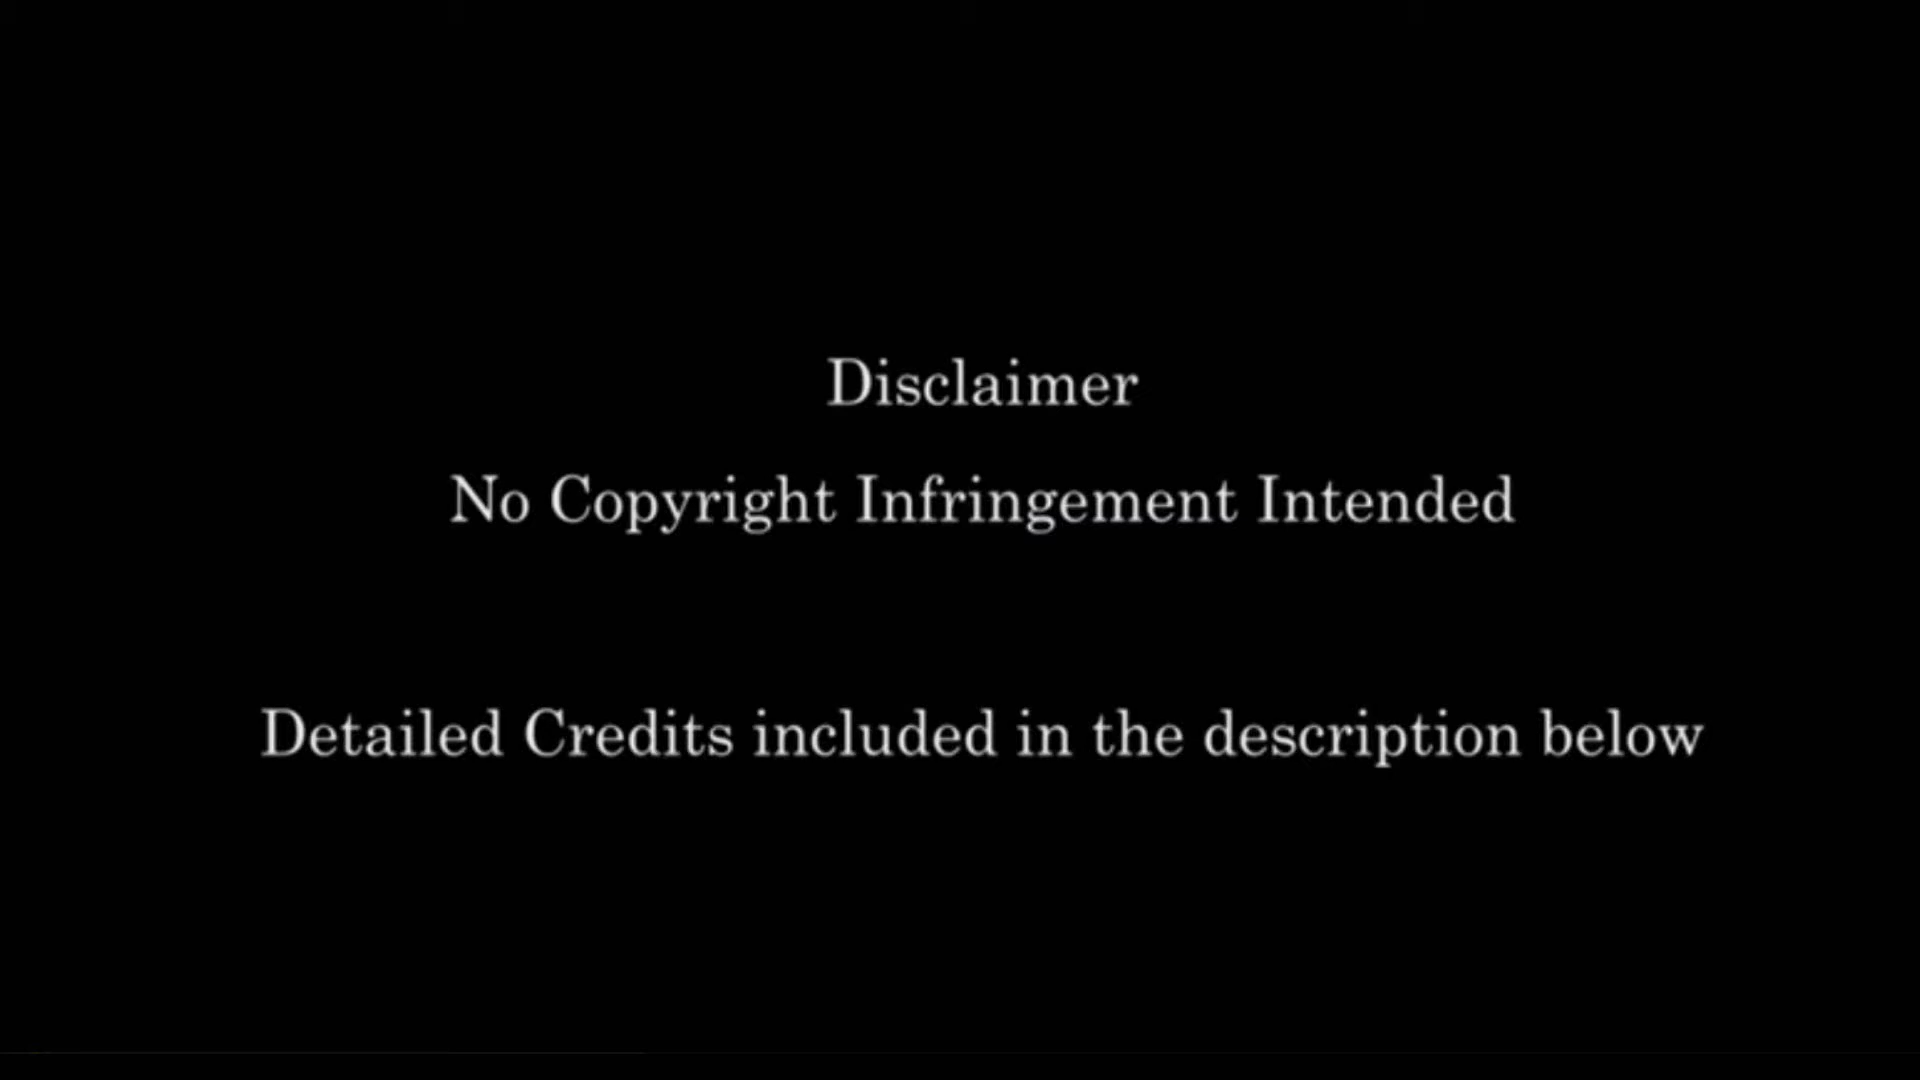 Disclaimer
No Copyright Infringement Intended
Detailed Credits included in the description below